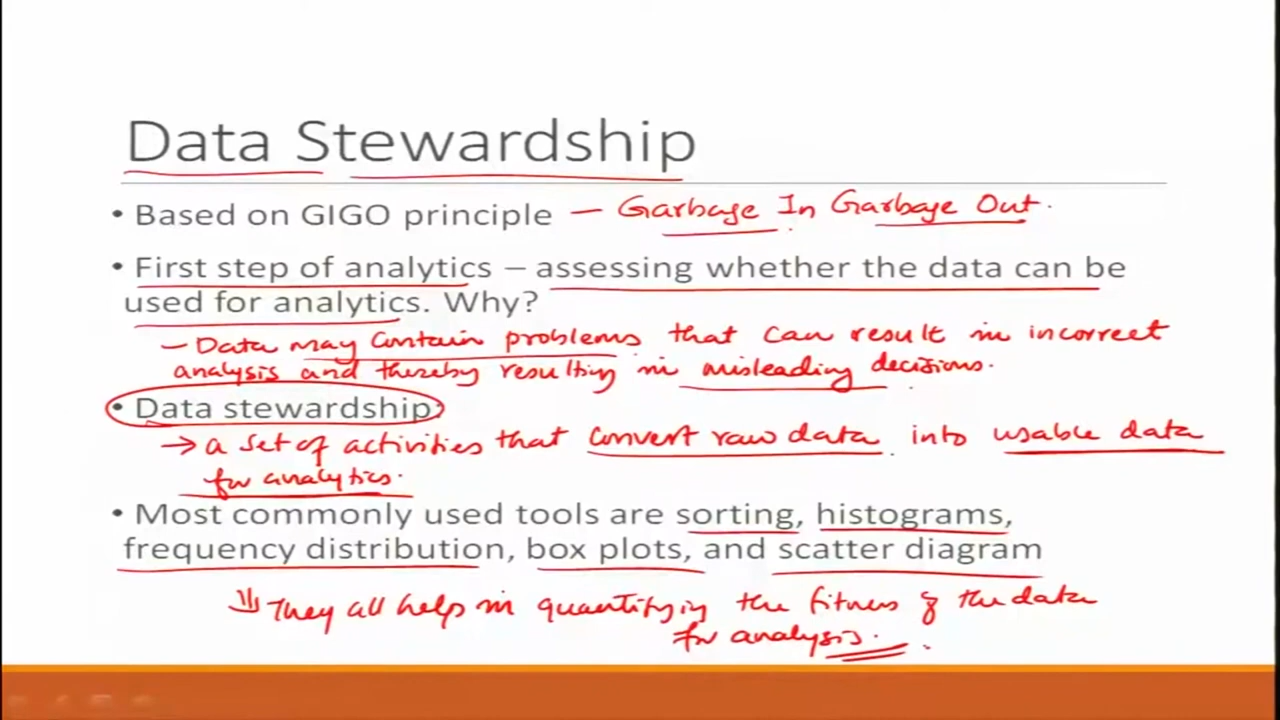 Data Stewardship
• Based on GIGO principle – Garbage In Garbage Out.
• First step of analytics – assessing whether the data can be
used for analytics. Why?
– Data may contain problems that can result in incorrect
analysis and thereby resulting in misleading decisions.
• Data stewardship
→ a set of activities that convert raw data into usable data
for analytics.
• Most commonly used tools are sorting, histograms,
frequency distribution, box plots, and scatter diagram
⇓ They all help in quantifying the fitness of the data
for analysis.